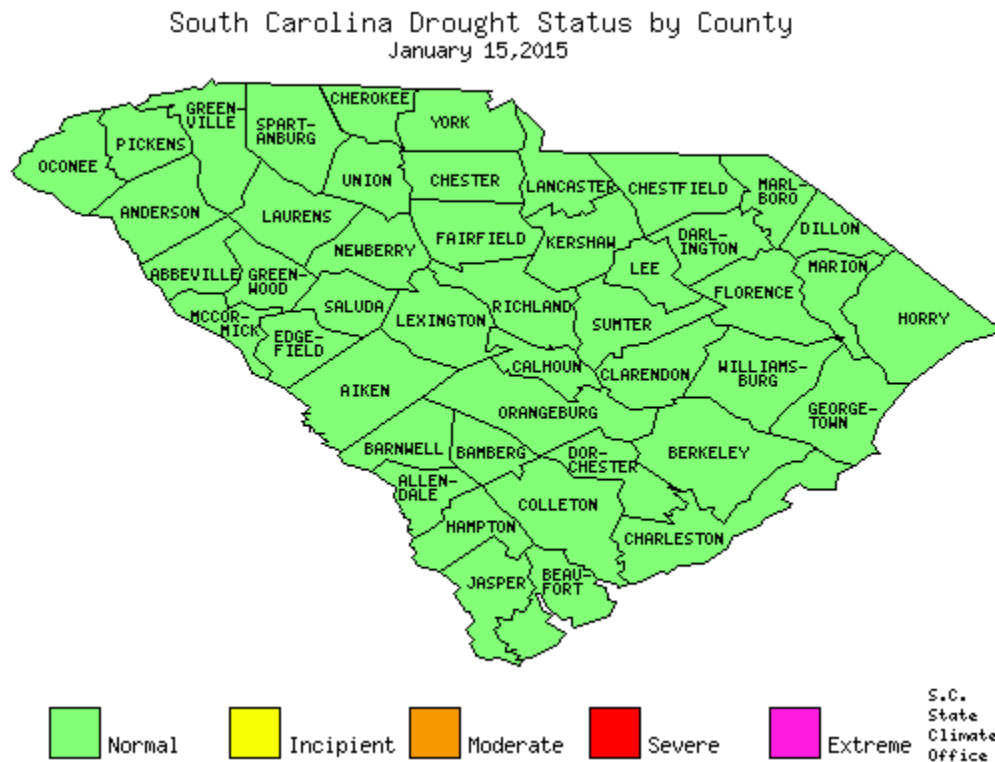 South Carolina Drought Status by County
January 15,2015
CHEROKEE
GREEN-
VILLE
SPART-
ANBURG
YORK
PICKENS
OCONEE
UNION
CHESTER
LANCASTER
CHESTFIELD
MARL-
BORO
ANDERSON
LAURENS
DILLON
NEWBERRY
FAIRFIELD
KERSHAW
DARL-
INGTON
LEE
MARION
ABBEVILLE
GREEN-
WOOD
FLORENCE
SALUDA
RICHLAND
MCCOR-
MICK
LEXINGTON
SUMTER
HORRY
EDGE-
FIELD
CALHOUN
CLARENDON
WILLIAMS-
BURG
AIKEN
ORANGEBURG
GEORGE-
TOWN
BARNWELL
BAMBERG
DOR-
CHESTER
BERKELEY
ALLEN-
DALE
COLLETON
HAMPTON
CHARLESTON
JASPER
BEAU-
FORT
Normal
Incipient
Moderate
Severe
Extreme
S.C.
State
Climate
Office